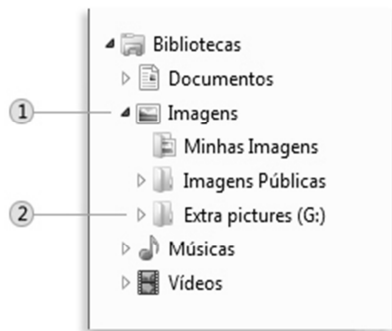 Bibliotecas
Documentos
1
Imagens
Minhas Imagens
Imagens Públicas
2
Extra pictures (G:)
Músicas
Vídeos